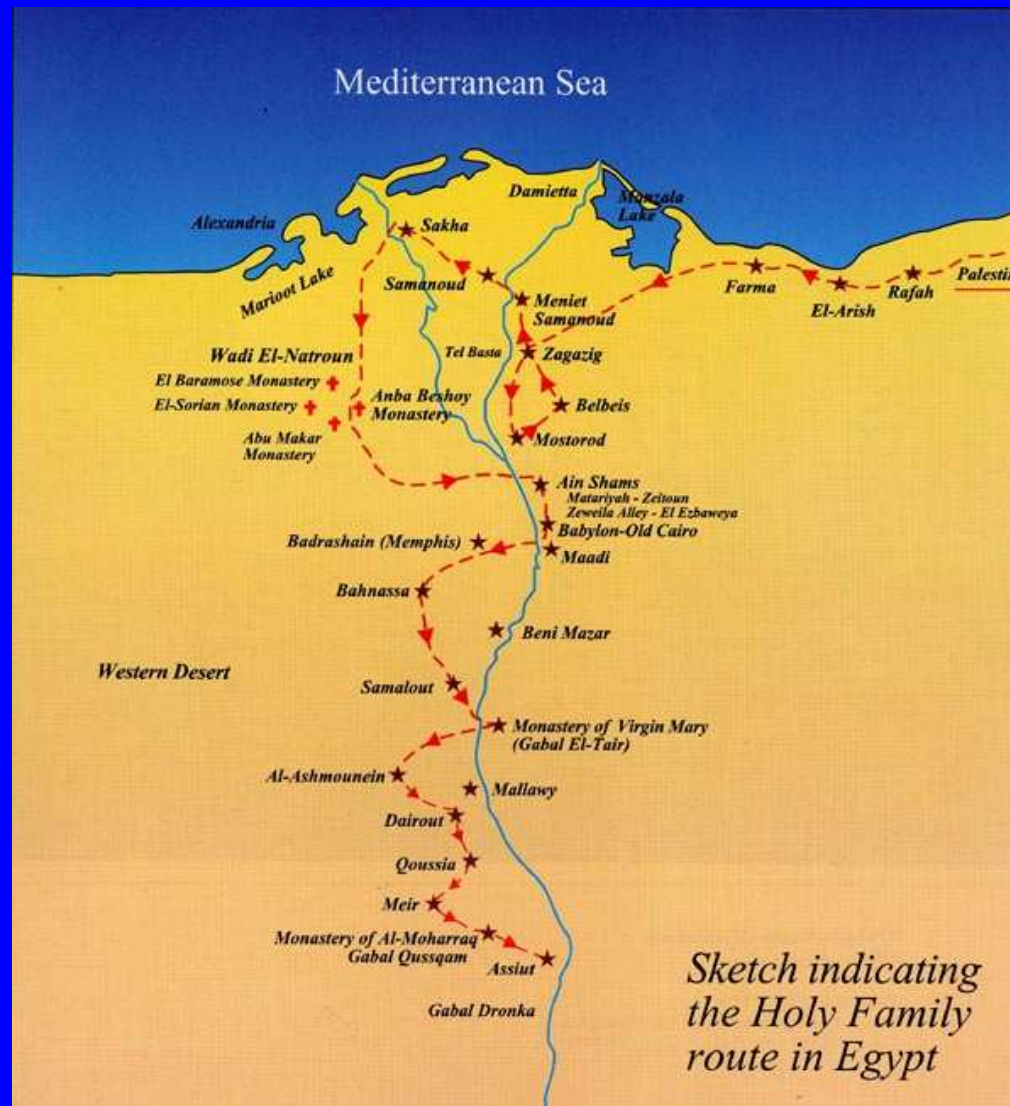 Mediterranean Sea
Damietta
Manzala
Lake
Alexandria
Sakha
Marioot Lake
Samanoud
Farma
Rafah
Palestin
El-Arish
Meniet
Samanoud
Wadi El-Natroun
Tel Basta
Zagazig
El Baramose Monastery
El-Sorian Monastery
Anba Beshoy
Monastery
Belbeis
Abu Makar
Monastery
Mostorod
Ain Shams
Matariyah - Zeitoun
Zeweila Alley - El Ezbaweya
Babylon-Old Cairo
Badrashain (Memphis)
Maadi
Bahnassa
Beni Mazar
Western Desert
Samalout
Monastery of Virgin Mary
(Gabal El-Tair)
Al-Ashmounein
Mallawy
Dairout
Qoussia
Meir
Monastery of Al-Moharraq
Gabal Qussqam
Assiut
Gabal Dronka
Sketch indicating
the Holy Family
route in Egypt